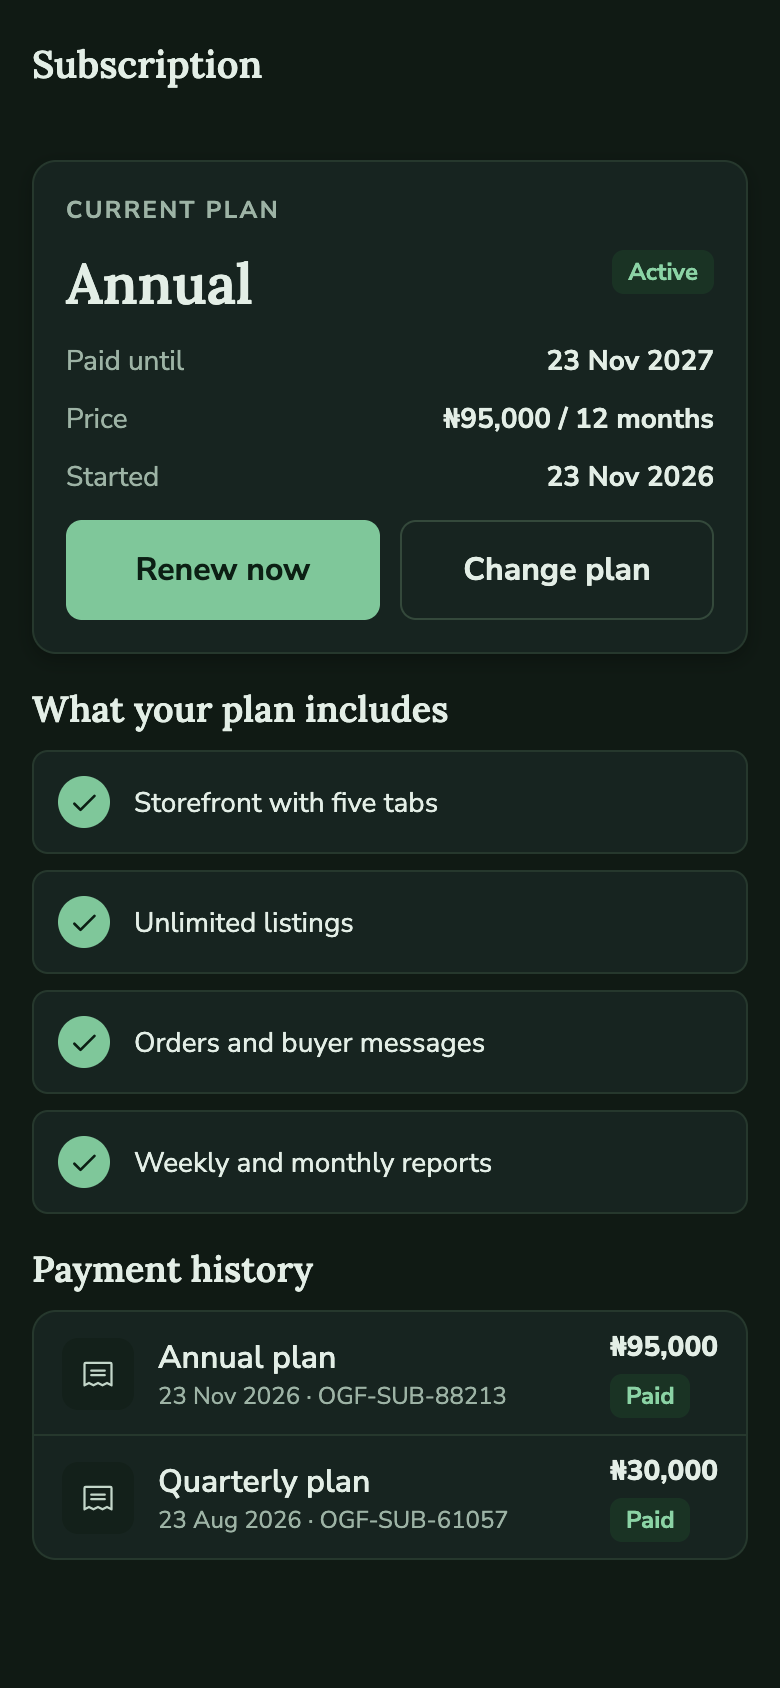 Subscription
CURRENT PLAN
Annual
Active
Paid until
23 Nov 2027
Price
₦95,000 / 12 months
Started
23 Nov 2026
Renew now
Change plan
What your plan includes
Storefront with five tabs
Unlimited listings
Orders and buyer messages
Weekly and monthly reports
Payment history
Annual plan
₦95,000
23 Nov 2026 · OGF-SUB-88213
Paid
Quarterly plan
₦30,000
23 Aug 2026 · OGF-SUB-61057
Paid